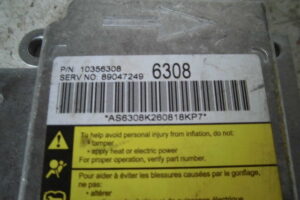 P/N 10356308
SERV NO. 89047249 6308
*AS6308K260818KP7*
To help avoid personal injury from inflation, do not:
• tamper
• apply heat or electric power
For proper operation, verify part number.
Pour aider à éviter les blessures causées par le gonflage,
ne pas:
• altérer